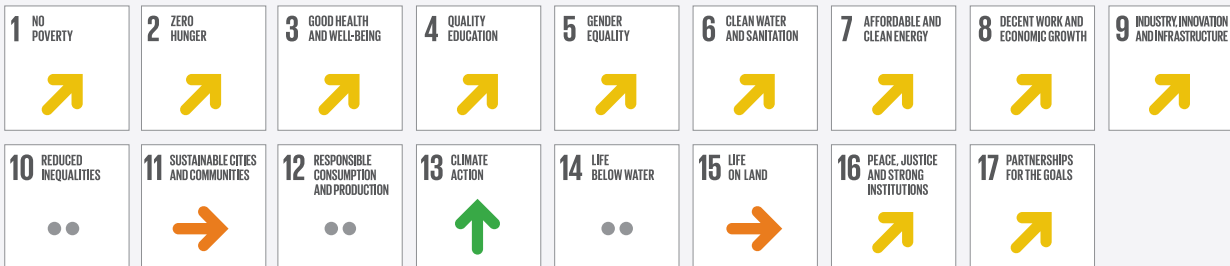 1 NO
POVERTY
2 ZERO
HUNGER
3 GOOD HEALTH
AND WELL-BEING
4 QUALITY
EDUCATION
5 GENDER
EQUALITY
6 CLEAN WATER
AND SANITATION
7 AFFORDABLE AND
CLEAN ENERGY
8 DECENT WORK AND
ECONOMIC GROWTH
9 INDUSTRY, INNOVATION
AND INFRASTRUCTURE
10 REDUCED
INEQUALITIES
11 SUSTAINABLE CITIES
AND COMMUNITIES
12 RESPONSIBLE
CONSUMPTION
AND PRODUCTION
13 CLIMATE
ACTION
14 LIFE
BELOW WATER
15 LIFE
ON LAND
16 PEACE, JUSTICE
AND STRONG
INSTITUTIONS
17 PARTNERSHIPS
FOR THE GOALS